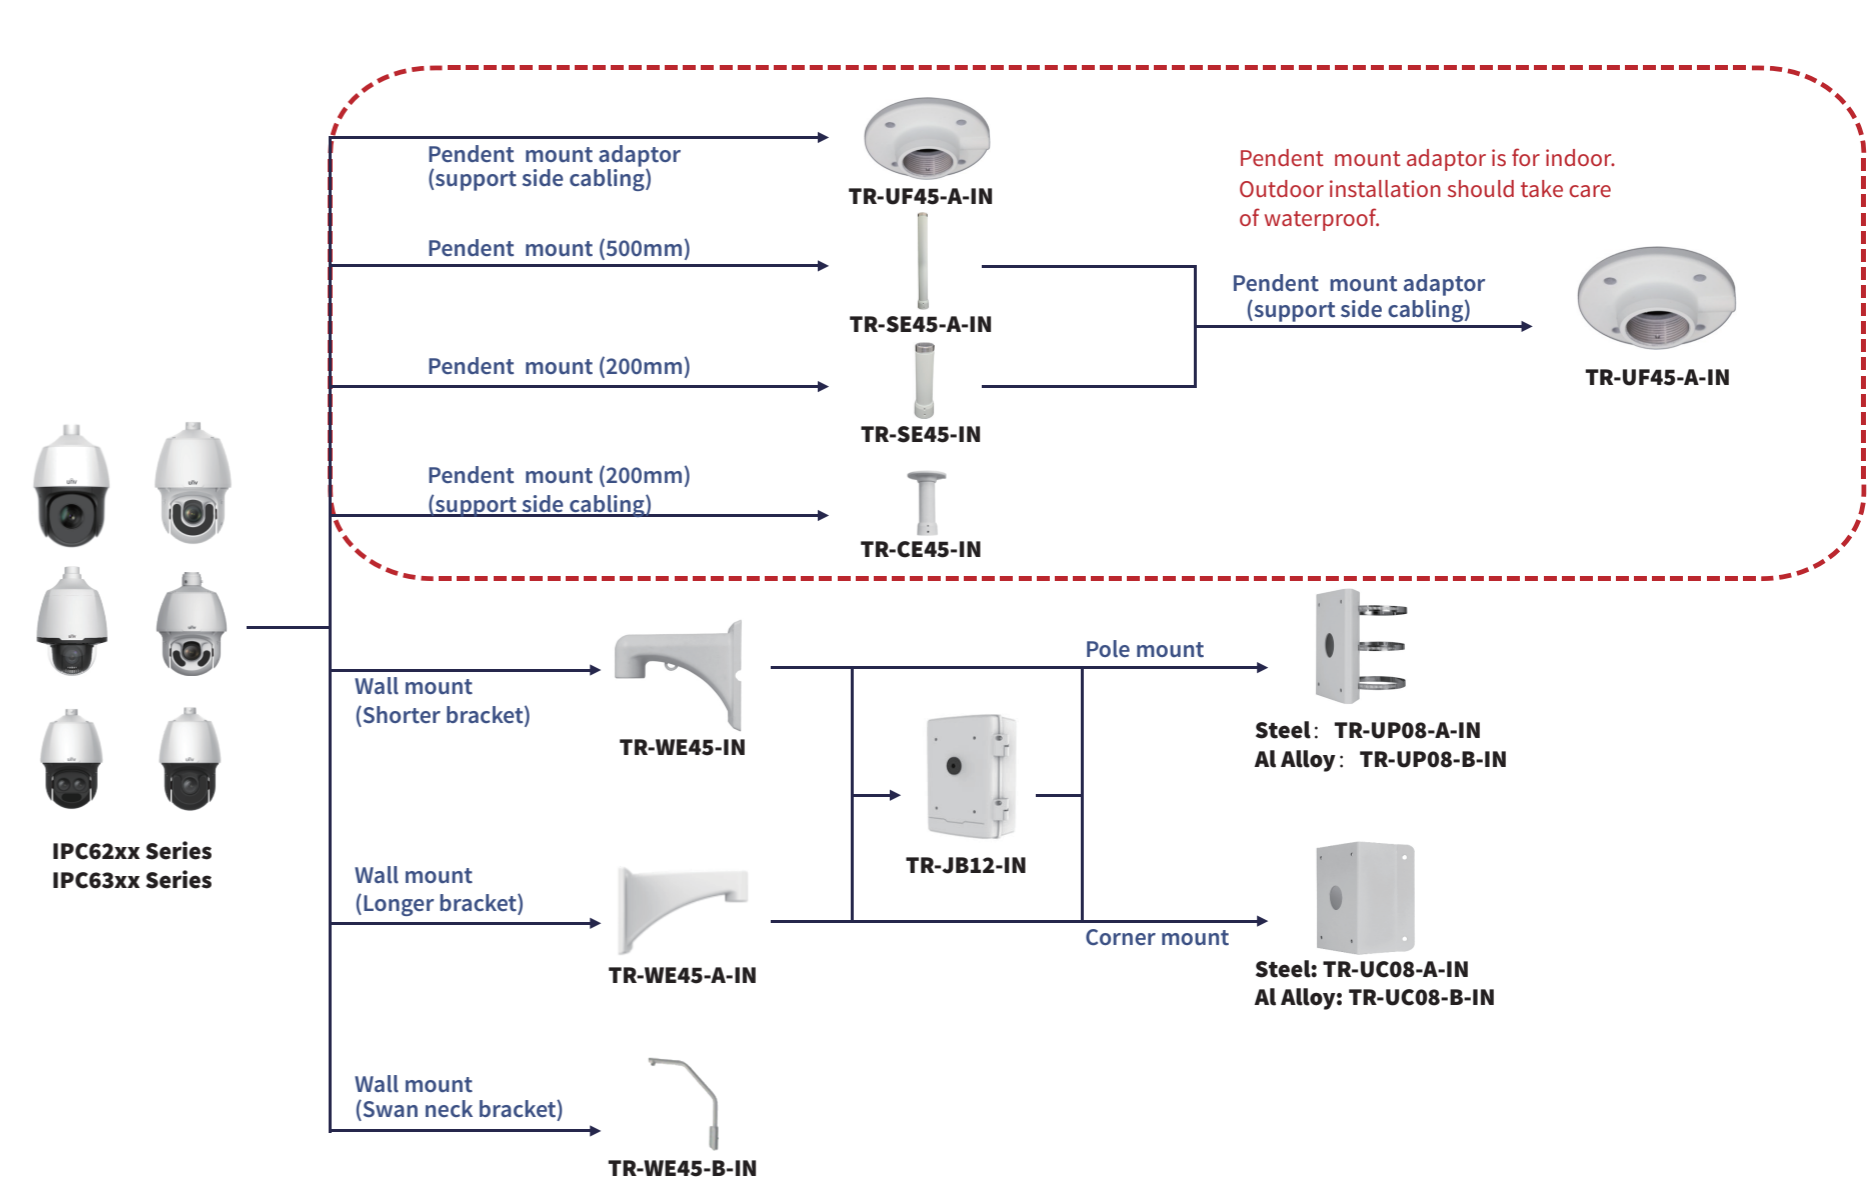 Pendent mount adaptor
(support side cabling)
TR-UF45-A-IN
Pendent mount adaptor is for indoor.
Outdoor installation should take care
of waterproof.
Pendent mount (500mm)
TR-SE45-A-IN
Pendent mount adaptor
(support side cabling)
TR-UF45-A-IN
Pendent mount (200mm)
TR-SE45-IN
Pendent mount (200mm)
(support side cabling)
TR-CE45-IN
IPC62xx Series
IPC63xx Series
Wall mount
(Shorter bracket)
TR-WE45-IN
Pole mount
Steel： TR-UP08-A-IN
Al Alloy： TR-UP08-B-IN
TR-JB12-IN
Wall mount
(Longer bracket)
TR-WE45-A-IN
Corner mount
Steel: TR-UC08-A-IN
Al Alloy: TR-UC08-B-IN
Wall mount
(Swan neck bracket)
TR-WE45-B-IN